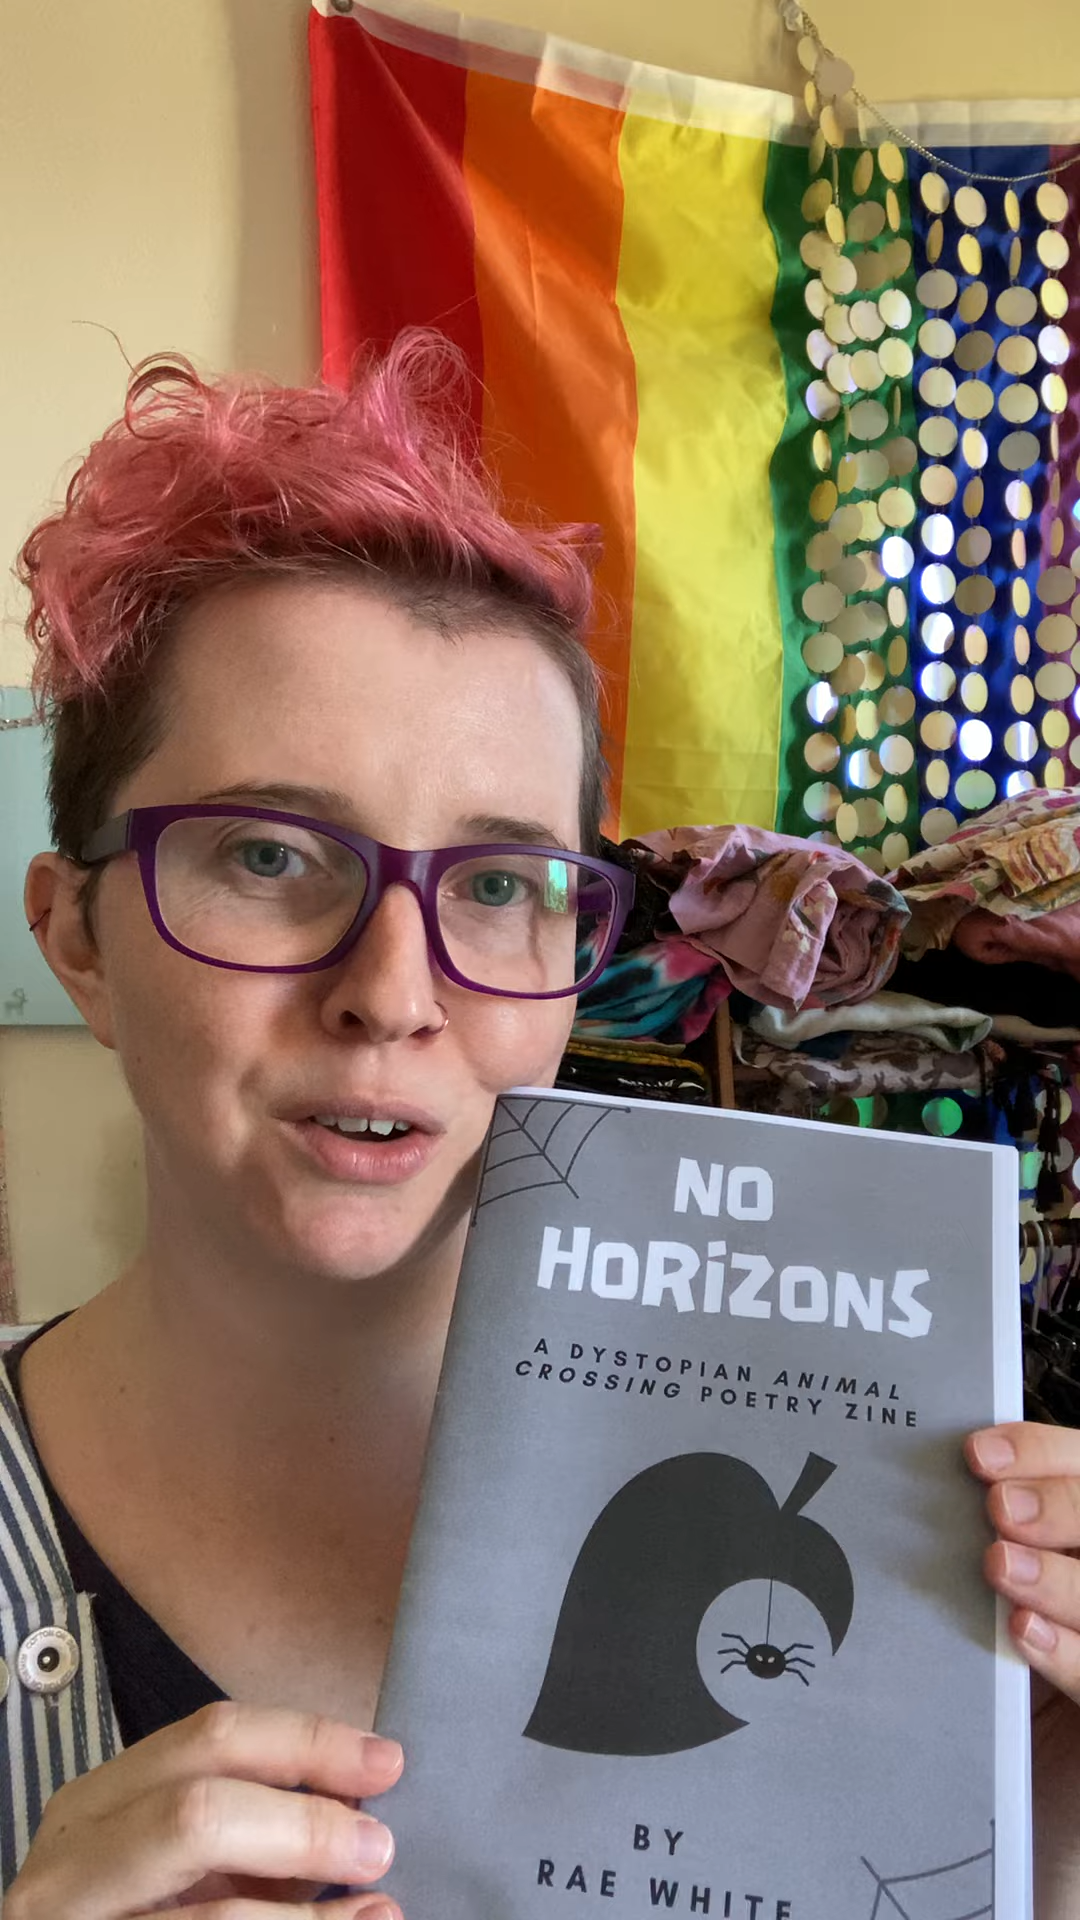 NO
HORiZONS
A DYSTOPIAN ANIMAL
CROSSING POETRY ZINE
BY
RAE WHITE